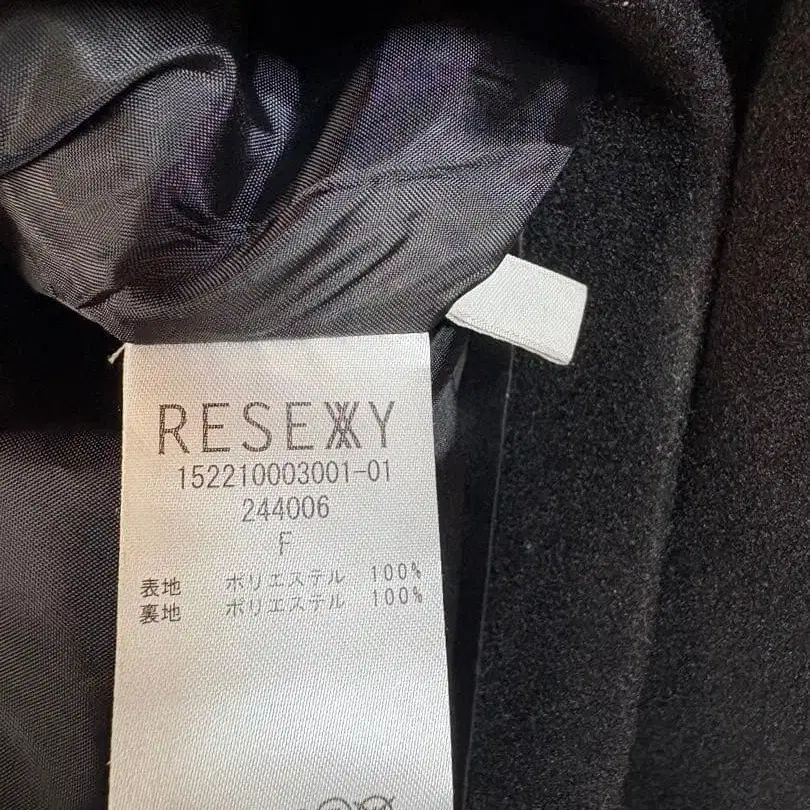 RESEXXY
152210003001-01
244006
F
表地 ポリエステル 100%
裏地 ポリエステル 100%